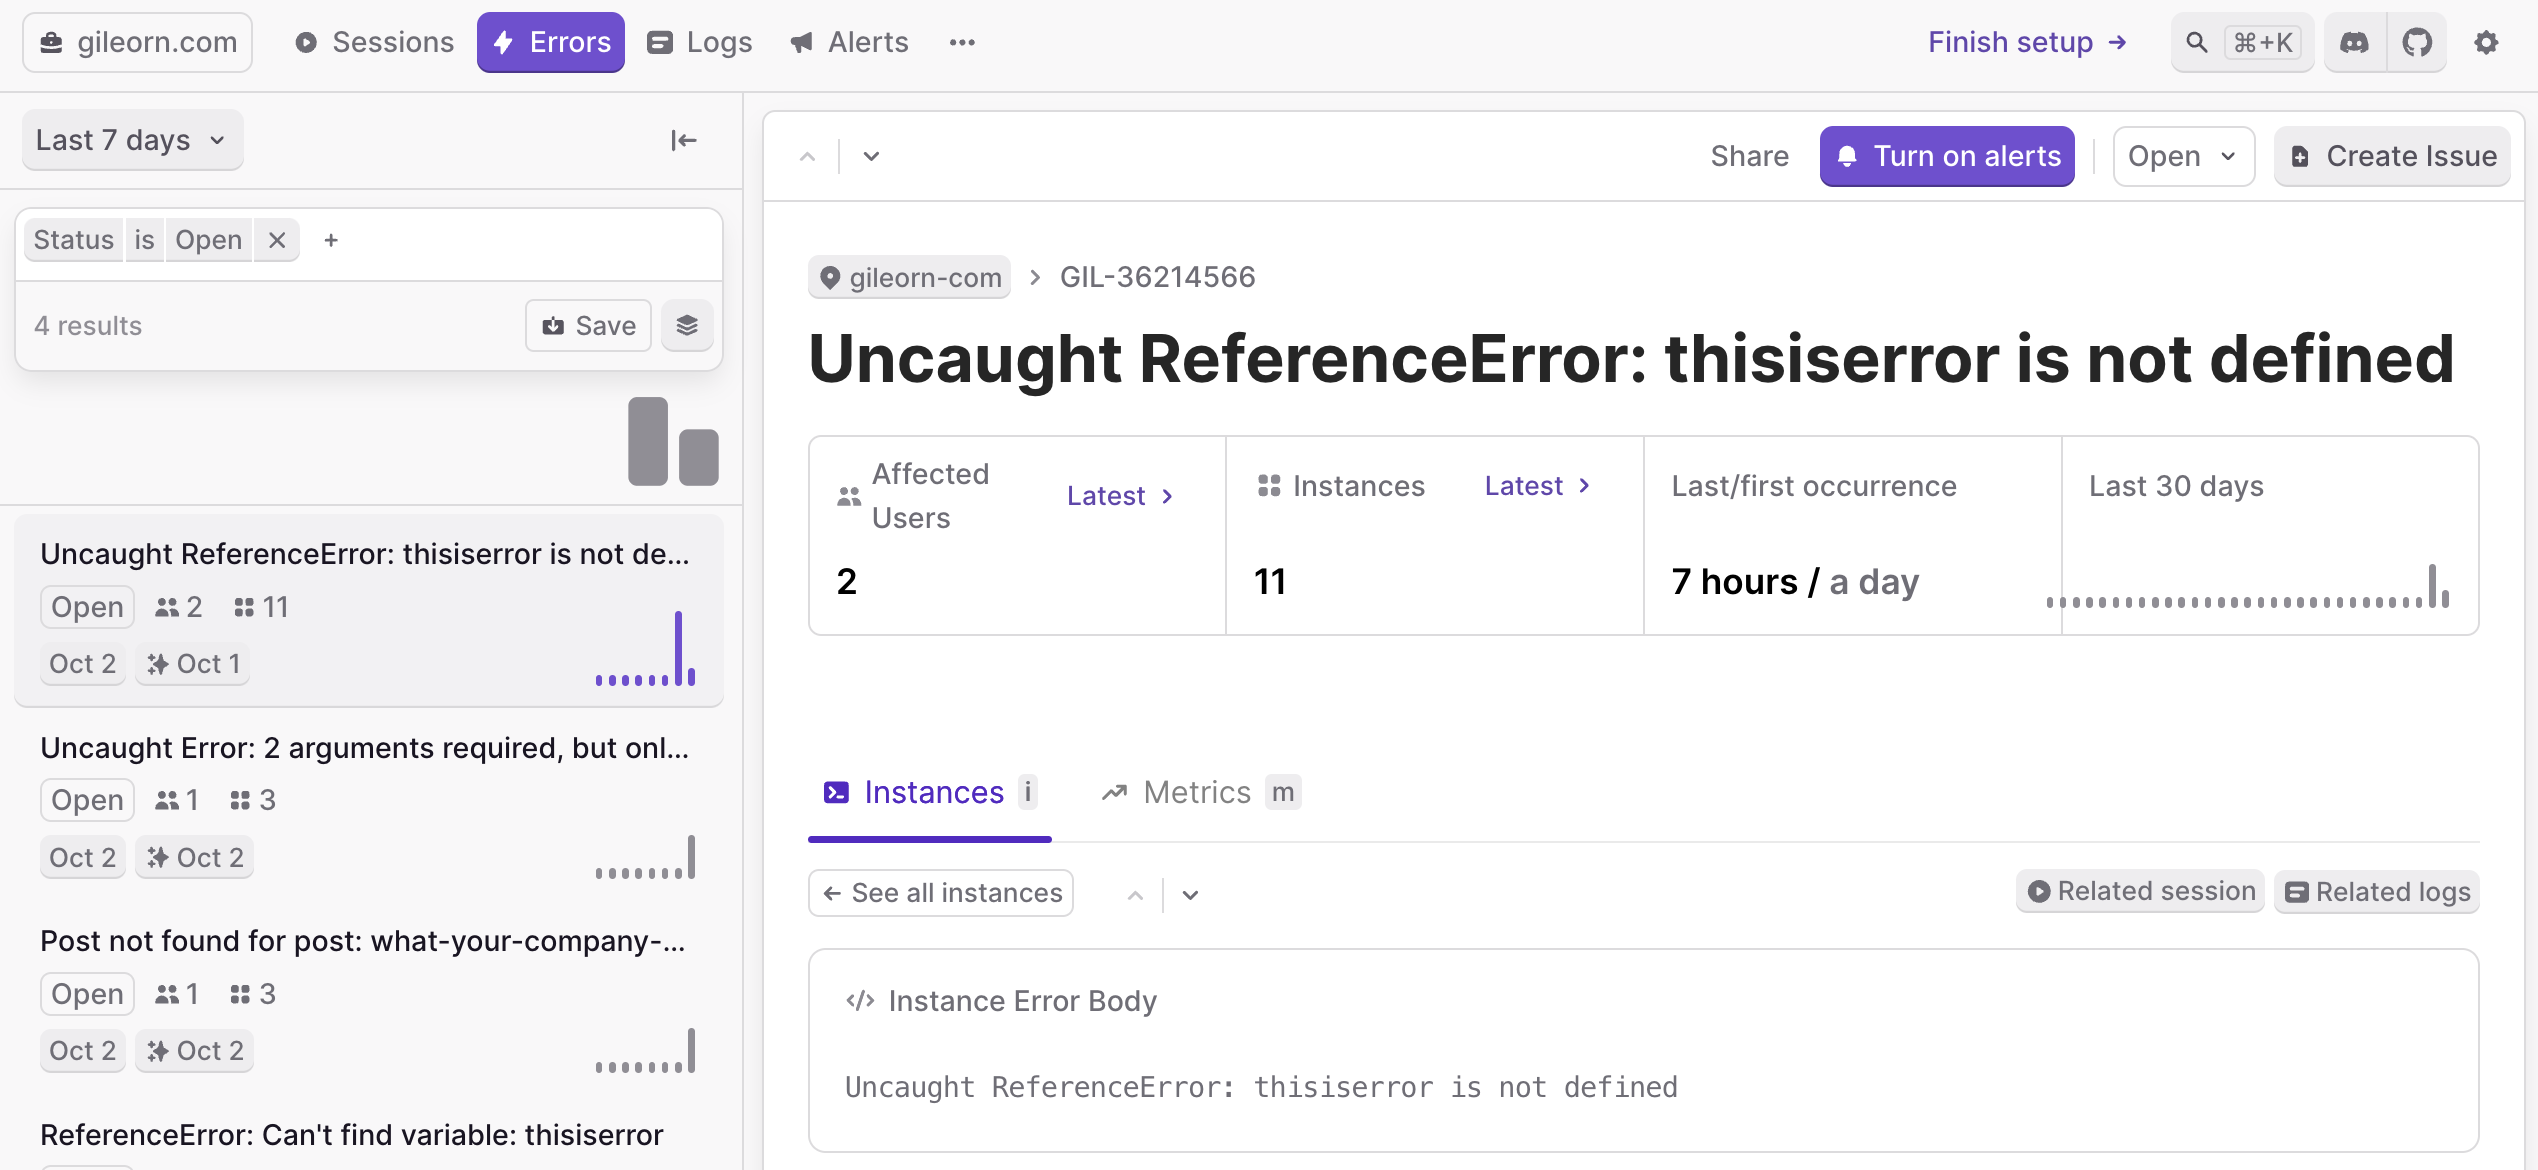 gileorn.com
Sessions
Errors
Logs
Alerts
Finish setup →
⌘+K
Last 7 days
Status is Open
4 results
Save
Uncaught ReferenceError: thisiserror is not de...
Open 2 11
Oct 2 Oct 1
Uncaught Error: 2 arguments required, but onl...
Open 1 3
Oct 2 Oct 2
Post not found for post: what-your-company-...
Open 1 3
Oct 2 Oct 2
ReferenceError: Can't find variable: thisiserror
Share
Turn on alerts
Open
Create Issue
gileorn-com > GIL-36214566
Uncaught ReferenceError: thisiserror is not defined
Affected
Users
Latest >
2
Instances
Latest >
11
Last/first occurrence
7 hours / a day
Last 30 days
Instances i
Metrics m
← See all instances
Related session
Related logs
</> Instance Error Body
Uncaught ReferenceError: thisiserror is not defined